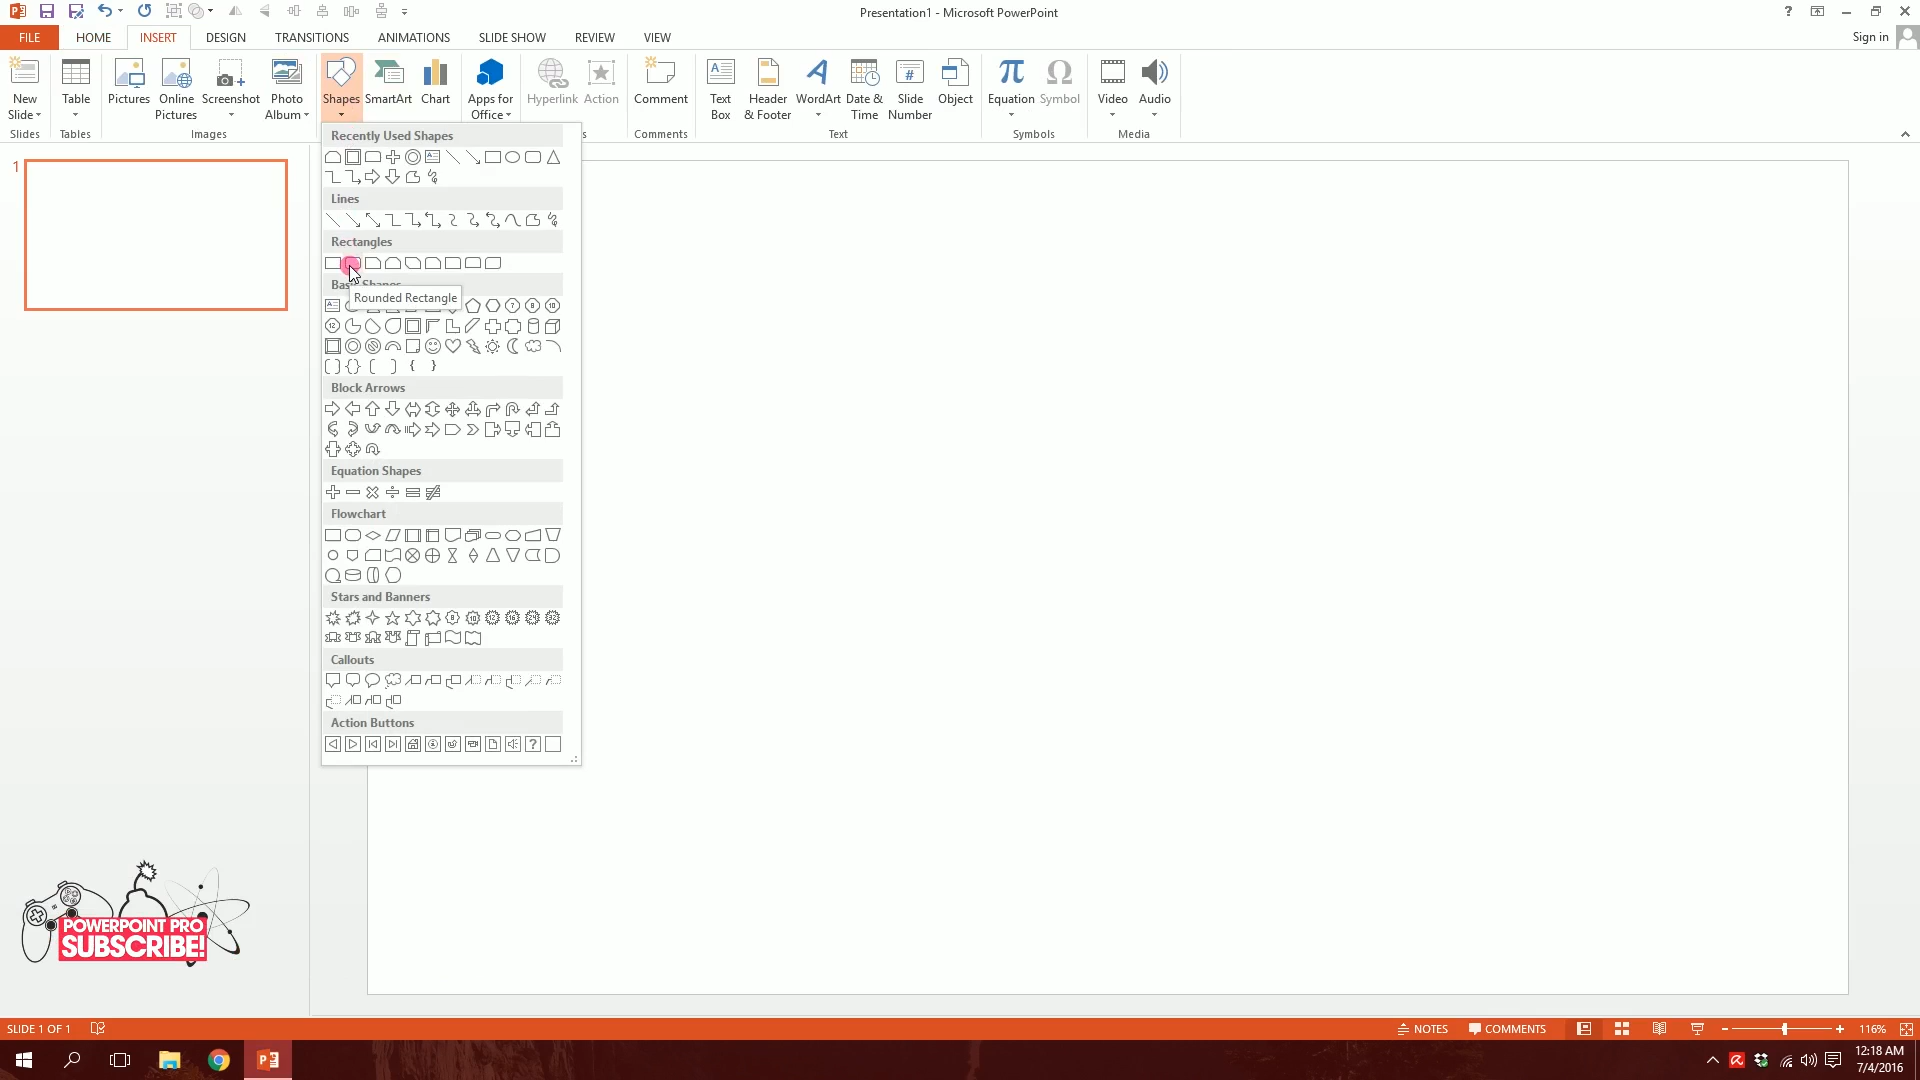 Presentation1 - Microsoft PowerPoint
?
FILE HOME INSERT DESIGN TRANSITIONS ANIMATIONS SLIDE SHOW REVIEW VIEW
Sign in
New Slide
Table
Pictures
Online Pictures
Screenshot
Photo Album
Shapes
SmartArt
Chart
Apps for Office
Hyperlink
Action
Comment
Text Box
Header & Footer
WordArt
Date & Time
Slide Number
Object
Equation
Symbol
Video
Audio
Slides Tables Images Comments Text Symbols Media
1
Recently Used Shapes
Lines
Rectangles
Rounded Rectangle
Block Arrows
Equation Shapes
Flowchart
Stars and Banners
Callouts
Action Buttons
POWERPOINT PRO
SUBSCRIBE!
SLIDE 1 OF 1
NOTES COMMENTS 116%
12:18 AM
7/4/2016